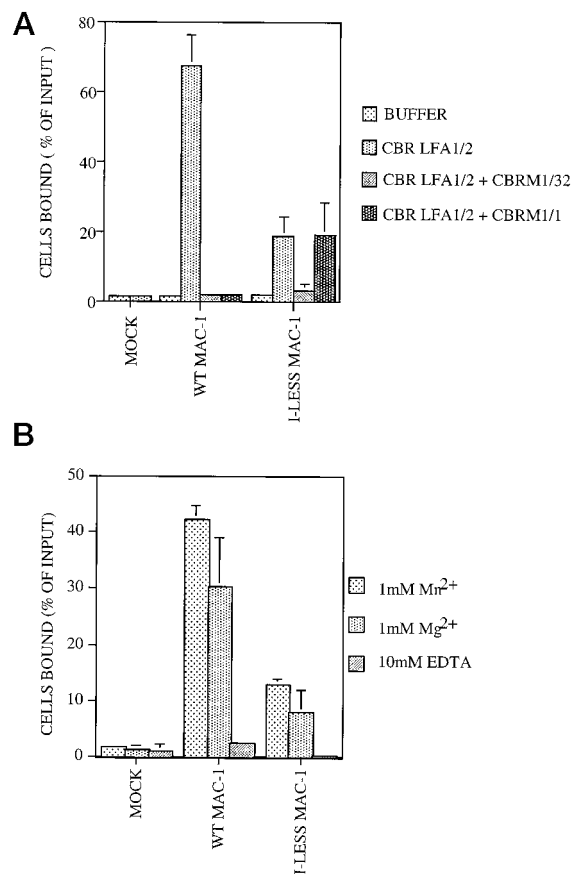 A
CELLS BOUND ( % OF INPUT )
80
60
40
20
0
MOCK
WT MAC-1
I-LESS MAC-1
BUFFER
CBR LFA1/2
CBR LFA1/2 + CBRM1/32
CBR LFA1/2 + CBRM1/1
B
CELLS BOUND (% OF INPUT)
50
40
30
20
10
0
MOCK
WT MAC-1
I-LESS MAC-1
1mM Mn2+
1mM Mg2+
10mM EDTA